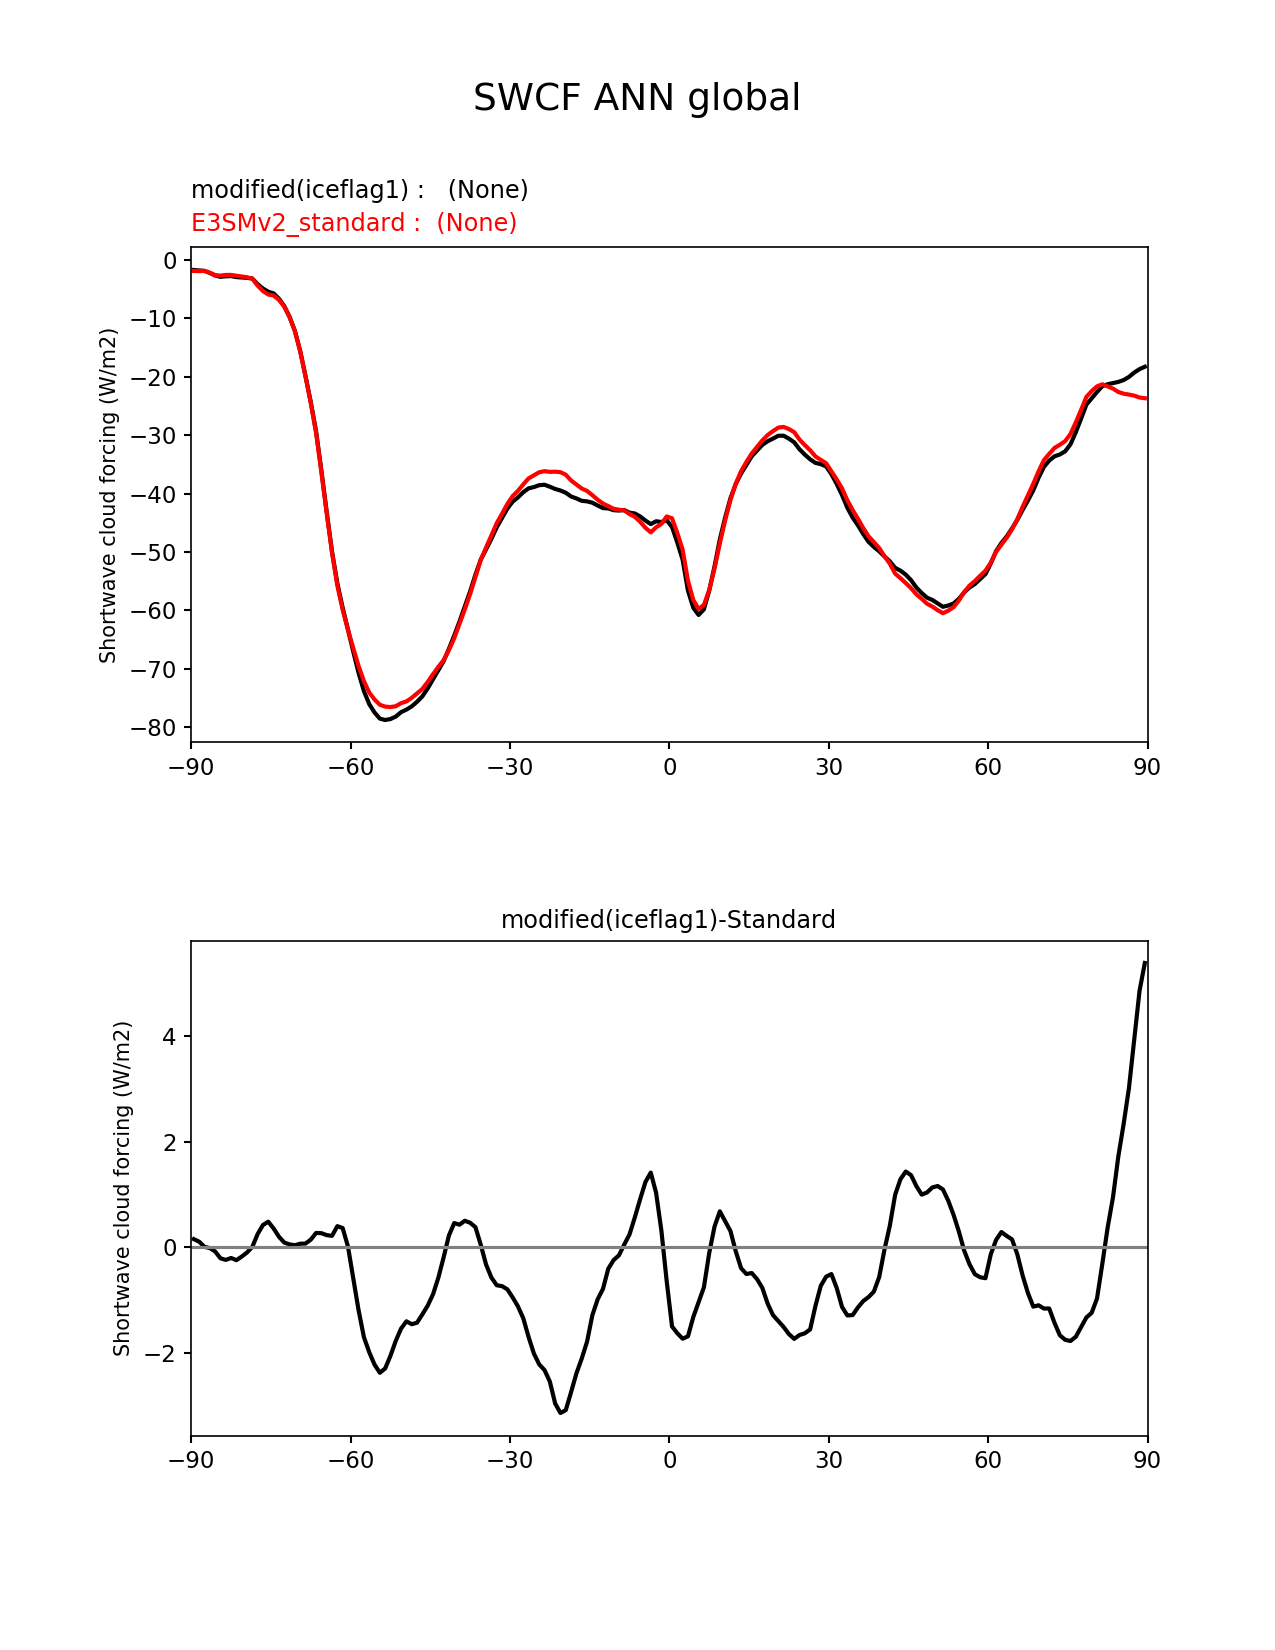 SWCF ANN global
modified(iceflag1) :   (None)
E3SMv2_standard :  (None)
Shortwave cloud forcing (W/m2)
0
−10
−20
−30
−40
−50
−60
−70
−80
−90 −60 −30 0 30 60 90
modified(iceflag1)-Standard
Shortwave cloud forcing (W/m2)
4
2
0
−2
−90 −60 −30 0 30 60 90